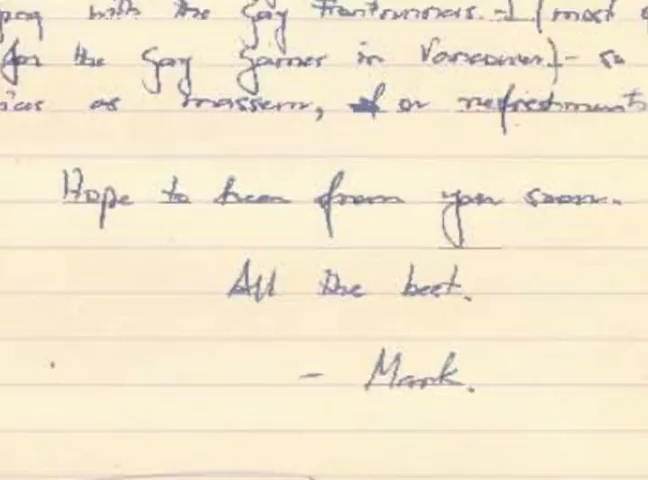 with the Gay Frontrunners. - I (most
for the Gay Games in Vancouver) - so
as masseur, or refreshments
Hope to hear from you soon.
All the best.
- Mark.